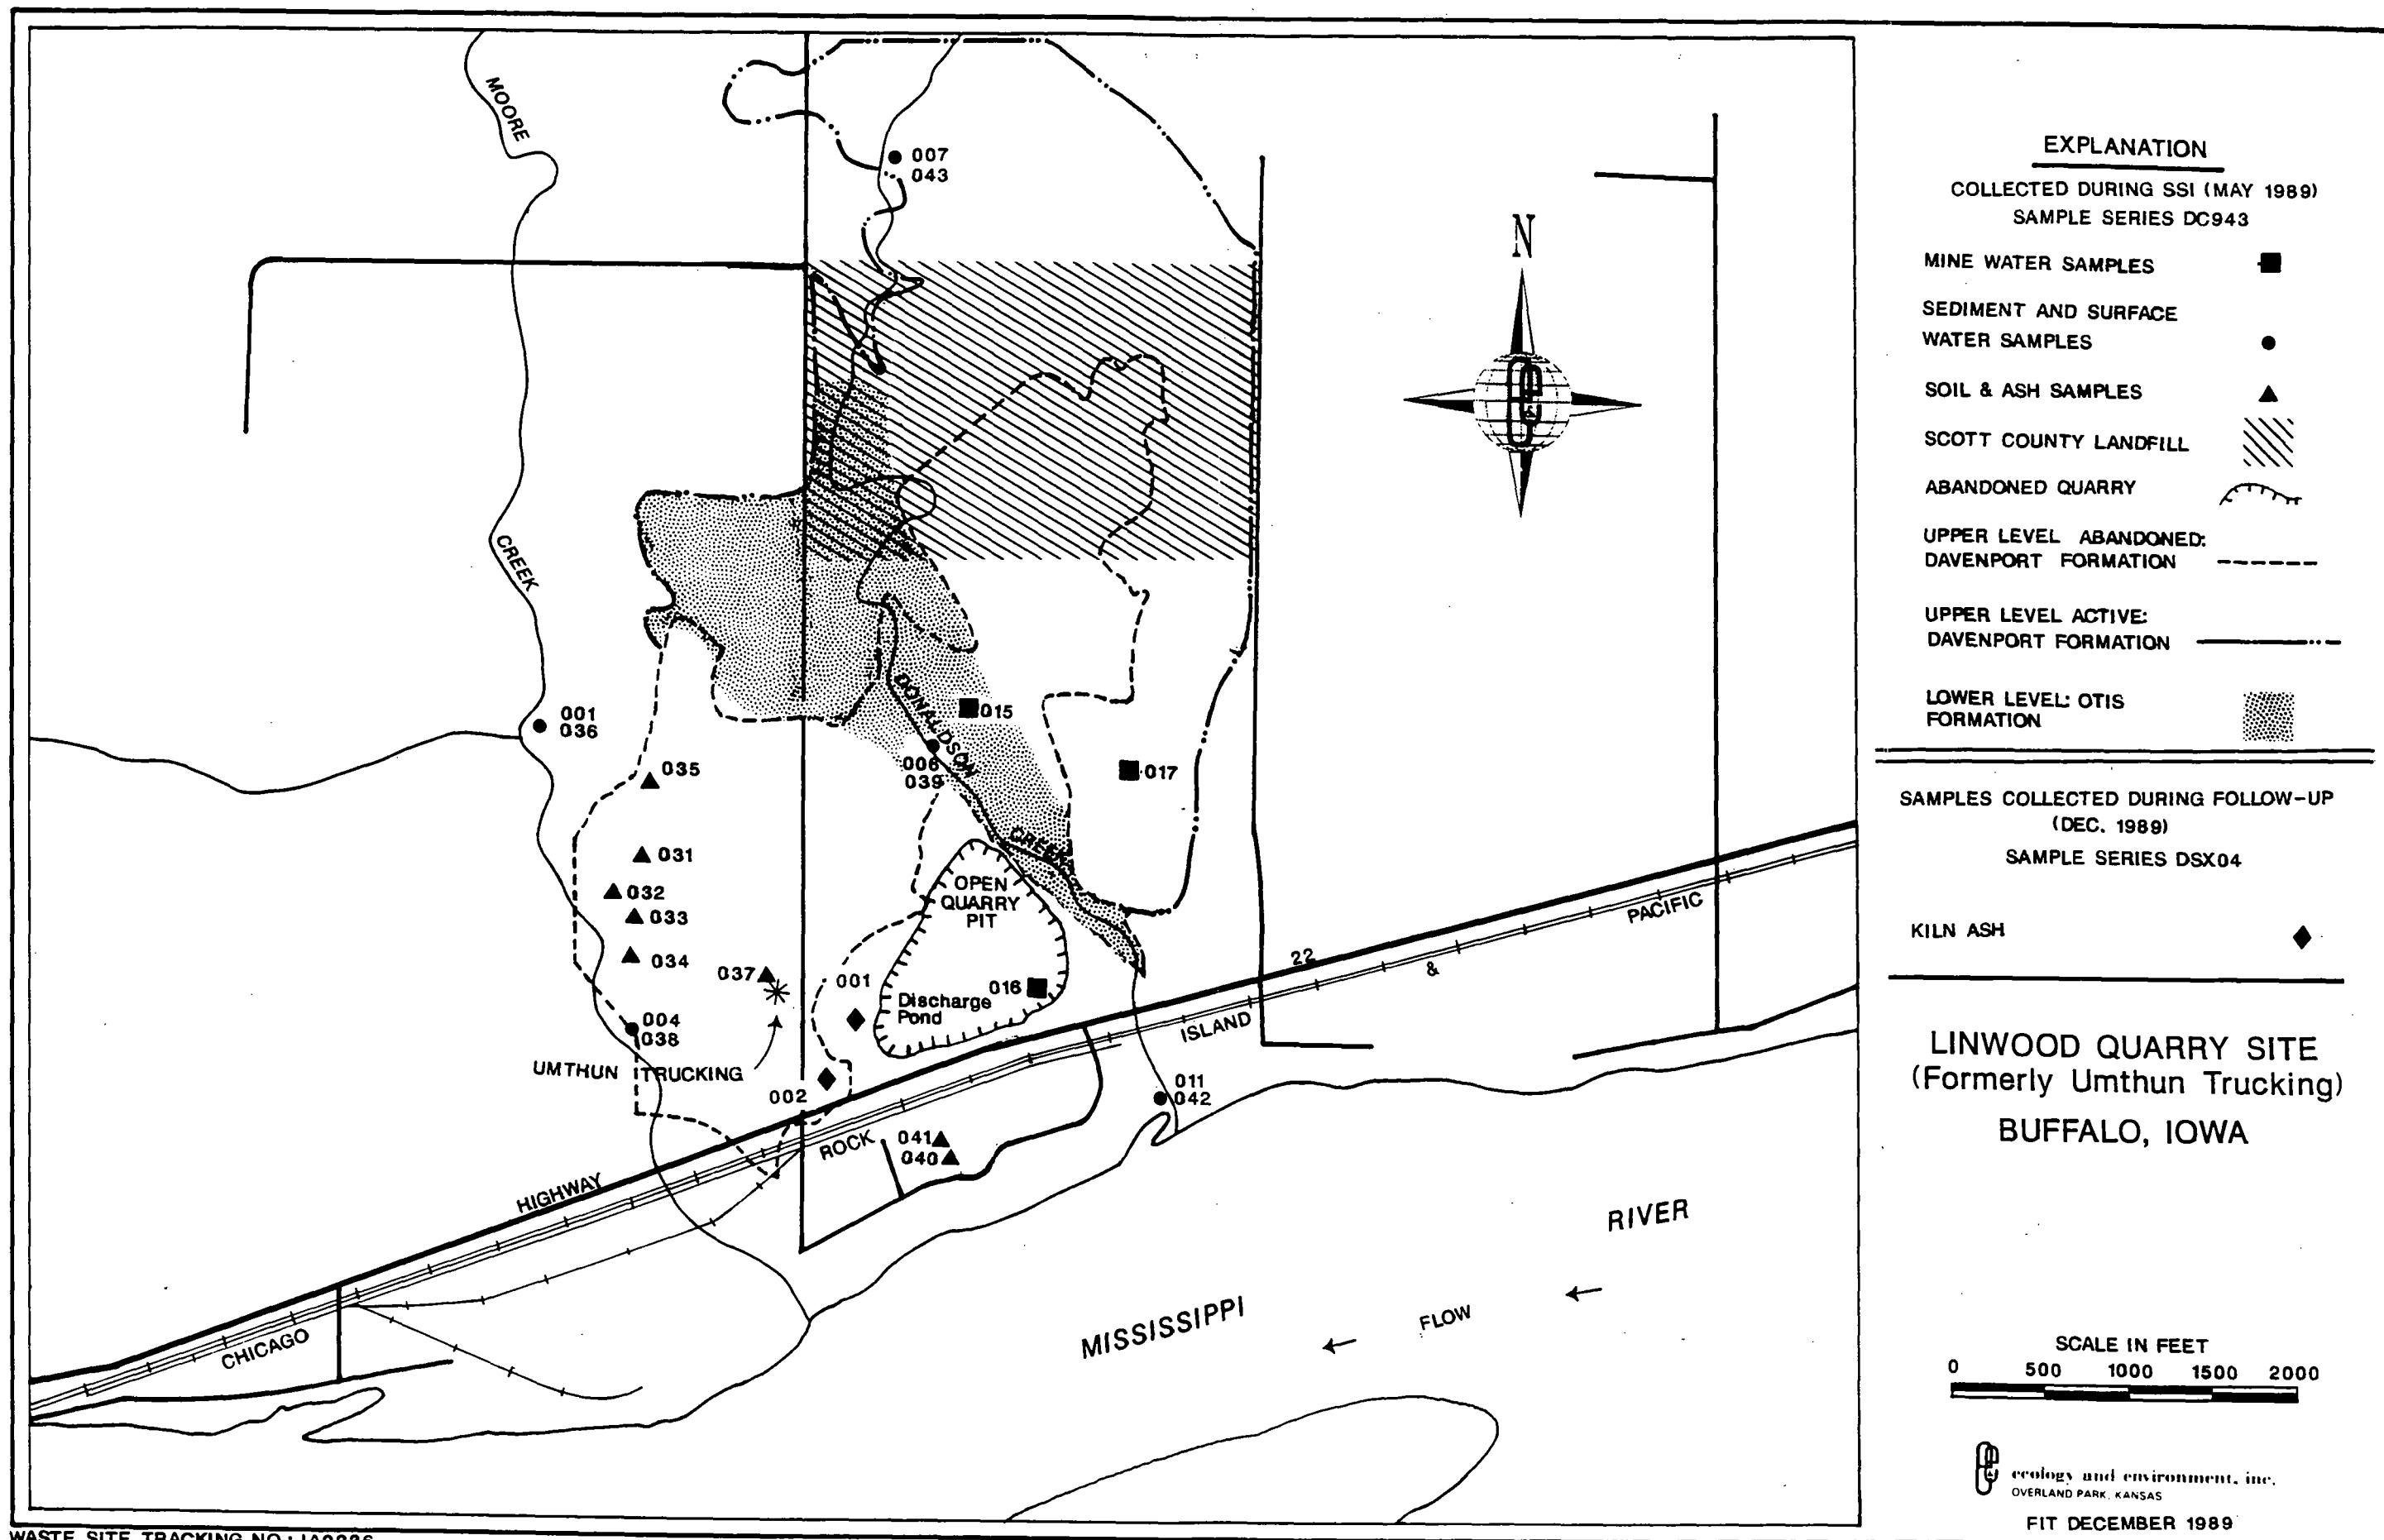 MOORE
CREEK
007
043
001
036
035
031
032
033
034
037
004
038
UMTHUN TRUCKING
DONALDSON
CREEK
015
006
039
017
OPEN
QUARRY
PIT
016
Discharge
Pond
001
002
011
042
041
040
HIGHWAY
22
CHICAGO
ROCK
ISLAND
&
PACIFIC
MISSISSIPPI
RIVER
FLOW
N
EXPLANATION
COLLECTED DURING SSI (MAY 1989)
SAMPLE SERIES DC943
MINE WATER SAMPLES
SEDIMENT AND SURFACE
WATER SAMPLES
SOIL & ASH SAMPLES
SCOTT COUNTY LANDFILL
ABANDONED QUARRY
UPPER LEVEL ABANDONED:
DAVENPORT FORMATION
UPPER LEVEL ACTIVE:
DAVENPORT FORMATION
LOWER LEVEL: OTIS
FORMATION
SAMPLES COLLECTED DURING FOLLOW-UP
(DEC. 1989)
SAMPLE SERIES DSX04
KILN ASH
LINWOOD QUARRY SITE
(Formerly Umthun Trucking)
BUFFALO, IOWA
SCALE IN FEET
0 500 1000 1500 2000
ecology and environment, inc.
OVERLAND PARK, KANSAS
FIT DECEMBER 1989
WASTE SITE TRACKING NO.: